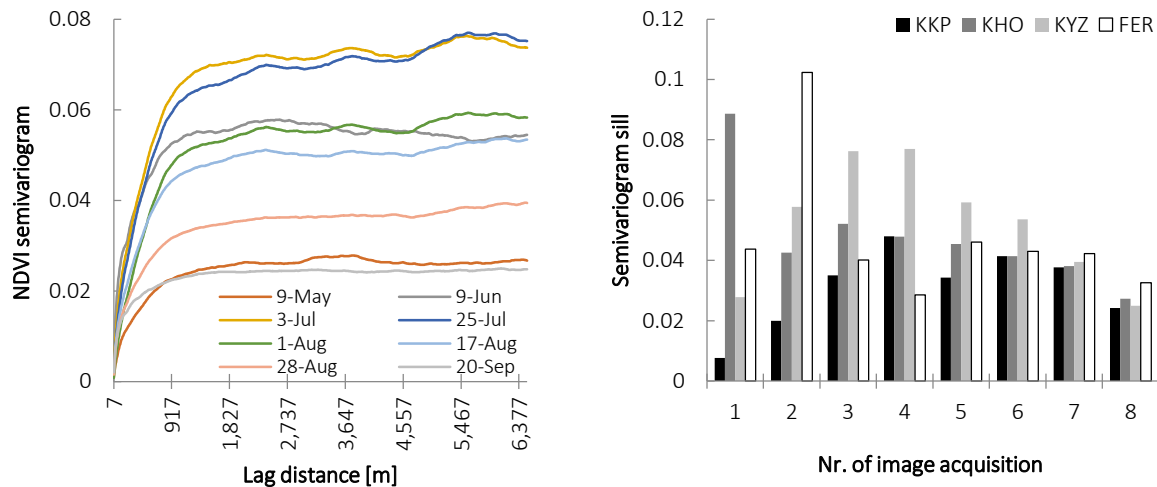 0.08
0.06
0.04
0.02
0
NDVI semivariogram
9-May 9-Jun
3-Jul 25-Jul
1-Aug 17-Aug
28-Aug 20-Sep
7 917 1,827 2,737 3,647 4,557 5,467 6,377
Lag distance [m]
0.12
0.1
0.08
0.06
0.04
0.02
0
Semivariogram sill
KKP KHO KYZ FER
1 2 3 4 5 6 7 8
Nr. of image acquisition